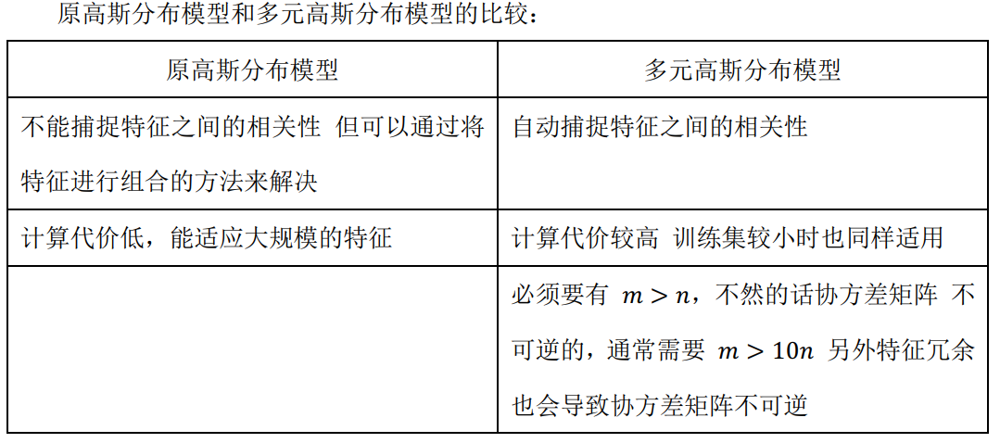 原高斯分布模型和多元高斯分布模型的比较：
原高斯分布模型
多元高斯分布模型
不能捕捉特征之间的相关性 但可以通过将
特征进行组合的方法来解决
自动捕捉特征之间的相关性
计算代价低，能适应大规模的特征
计算代价较高 训练集较小时也同样适用
必须要有 m > n，不然的话协方差矩阵 不
可逆的，通常需要 m > 10n 另外特征冗余
也会导致协方差矩阵不可逆